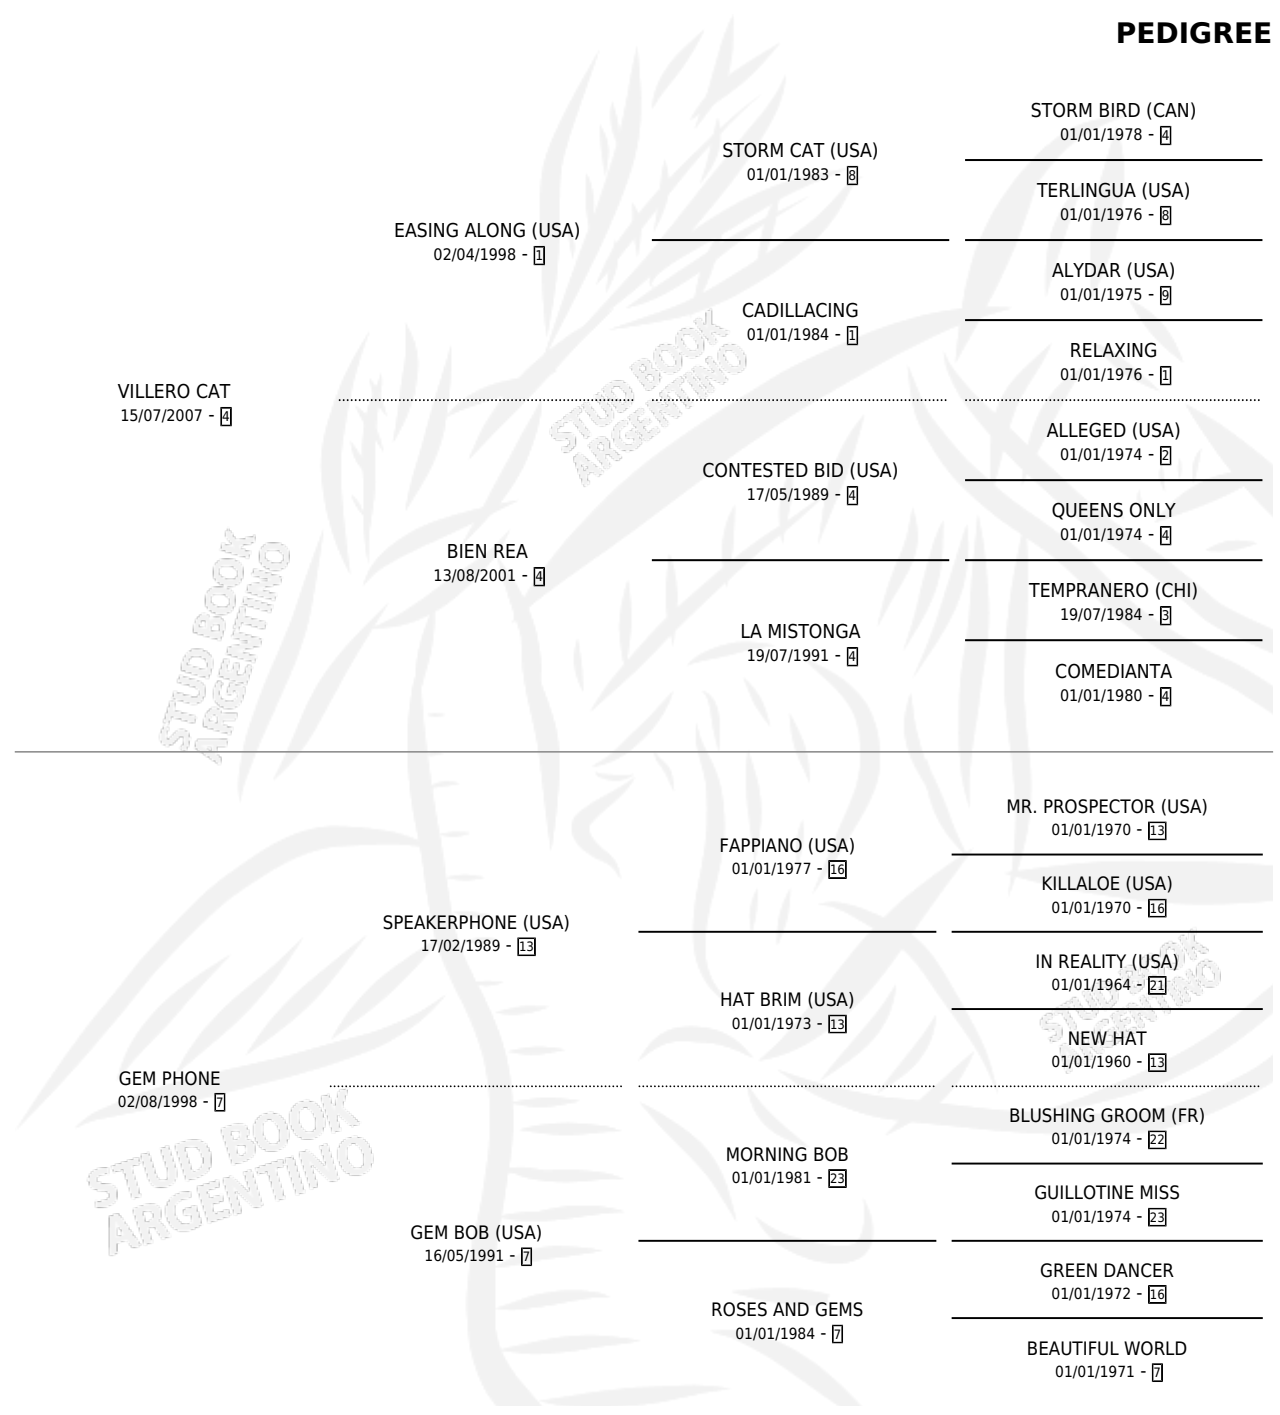 PEDIGREE
STORM BIRD (CAN)
01/01/1978 - 4
STORM CAT (USA)
01/01/1983 - 8
TERLINGUA (USA)
01/01/1976 - 8
EASING ALONG (USA)
02/04/1998 - 1
ALYDAR (USA)
01/01/1975 - 9
CADILLACING
01/01/1984 - 1
RELAXING
01/01/1976 - 1
VILLERO CAT
15/07/2007 - 4
ALLEGED (USA)
01/01/1974 - 2
CONTESTED BID (USA)
17/05/1989 - 4
QUEENS ONLY
01/01/1974 - 4
BIEN REA
13/08/2001 - 4
TEMPRANERO (CHI)
19/07/1984 - 3
LA MISTONGA
19/07/1991 - 4
COMEDIANTA
01/01/1980 - 4
MR. PROSPECTOR (USA)
01/01/1970 - 13
FAPPIANO (USA)
01/01/1977 - 16
KILLALOE (USA)
01/01/1970 - 16
SPEAKERPHONE (USA)
17/02/1989 - 13
IN REALITY (USA)
01/01/1964 - 21
HAT BRIM (USA)
01/01/1973 - 13
NEW HAT
01/01/1960 - 13
GEM PHONE
02/08/1998 - 7
BLUSHING GROOM (FR)
01/01/1974 - 22
MORNING BOB
01/01/1981 - 23
GUILLOTINE MISS
01/01/1974 - 23
GEM BOB (USA)
16/05/1991 - 7
GREEN DANCER
01/01/1972 - 16
ROSES AND GEMS
01/01/1984 - 7
BEAUTIFUL WORLD
01/01/1971 - 7
STUD BOOK
ARGENTINO
STUD BOOK
ARGENTINO
STUD BOOK
ARGENTINO
STUD BOOK
ARGENTINO